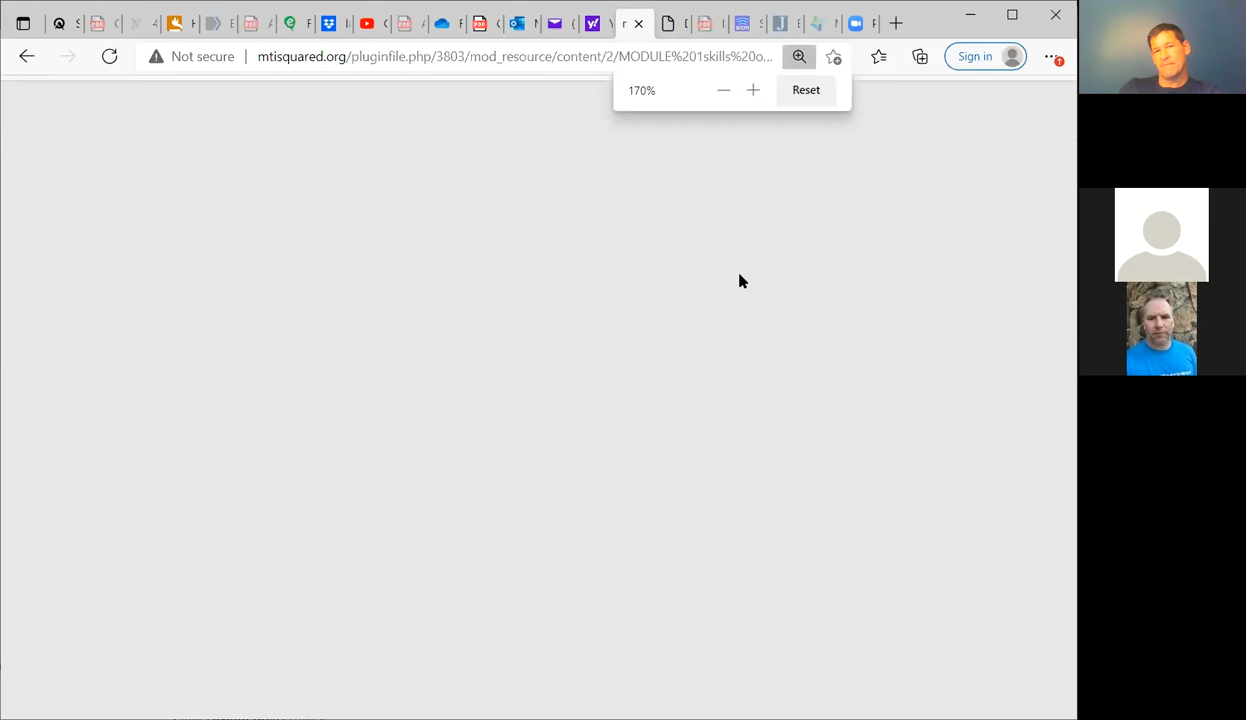 Not secure
mtisquared.org/pluginfile.php/3803/mod_resource/content/2/MODULE%201skills%20o...
Sign in
170%
Reset